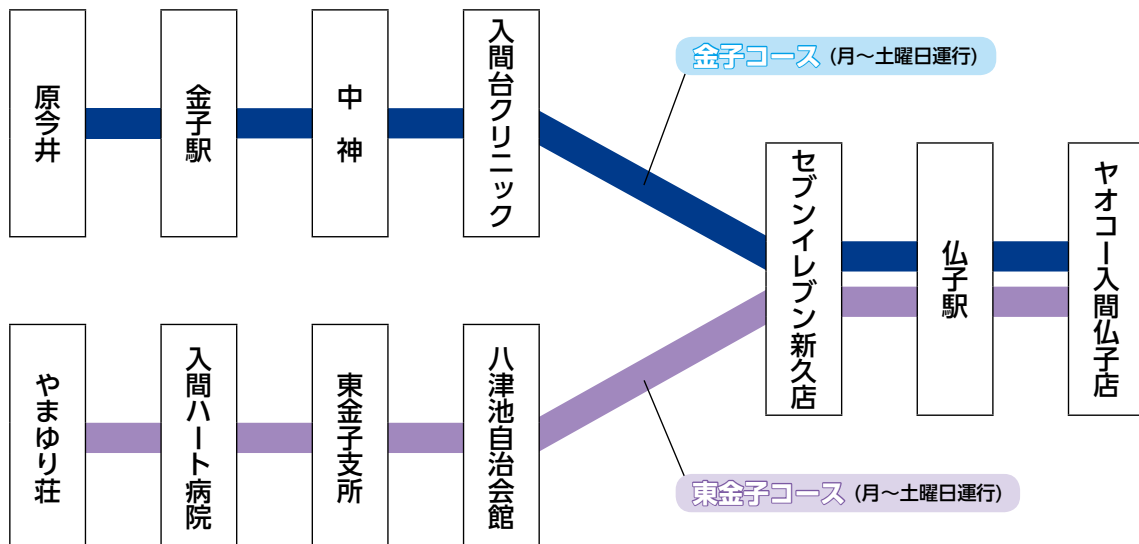 原今井
金子駅
中神
入間台クリニック
金子コース (月～土曜日運行)
セブンイレブン新久店
仏子駅
ヤオコー入間仏子店
やまゆり荘
入間ハート病院
東金子支所
八津池自治会館
東金子コース (月～土曜日運行)